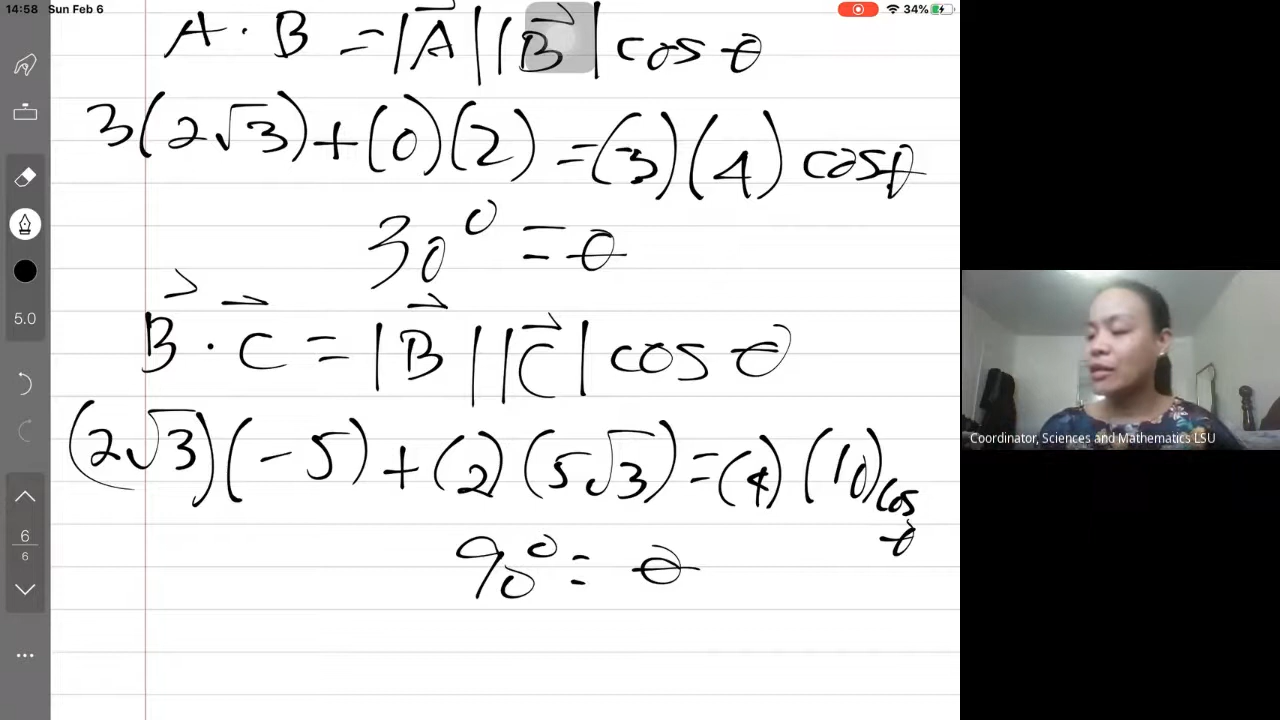 14:58 Sun Feb 6
34%
A · B = |A⃗||B⃗| cos θ
3(2√3) + (0)(2) = (3)(4) cos θ
30° = θ
5.0
B⃗ · C⃗ = |B⃗||C⃗| cos θ
(2√3)(-5) + (2)(5√3) = (4)(10) cos θ
90° = θ
6
6
Coordinator, Sciences and Mathematics LSU